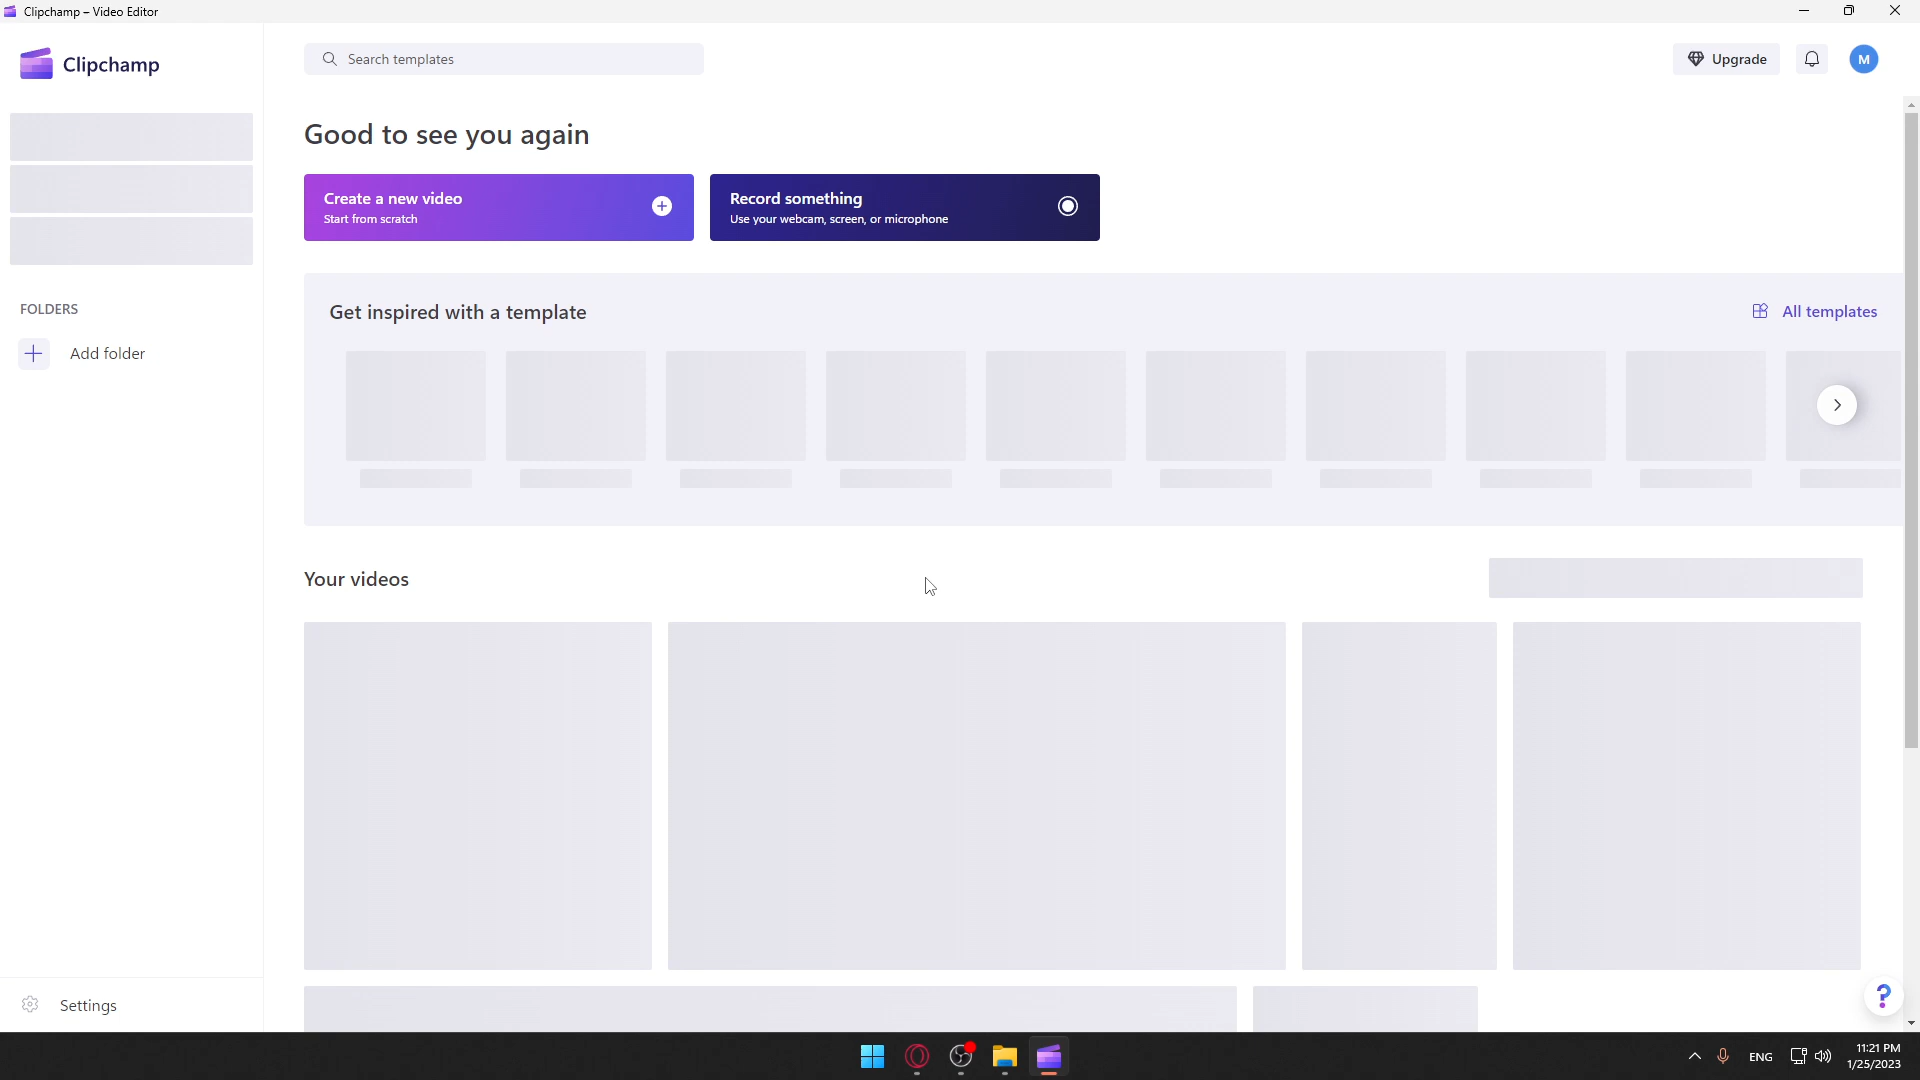 Clipchamp – Video Editor
Clipchamp
Search templates
Upgrade
M
Good to see you again
Create a new video
Start from scratch
Record something
Use your webcam, screen, or microphone
FOLDERS
Add folder
Get inspired with a template
All templates
Your videos
Settings
?
ENG
11:21 PM
1/25/2023